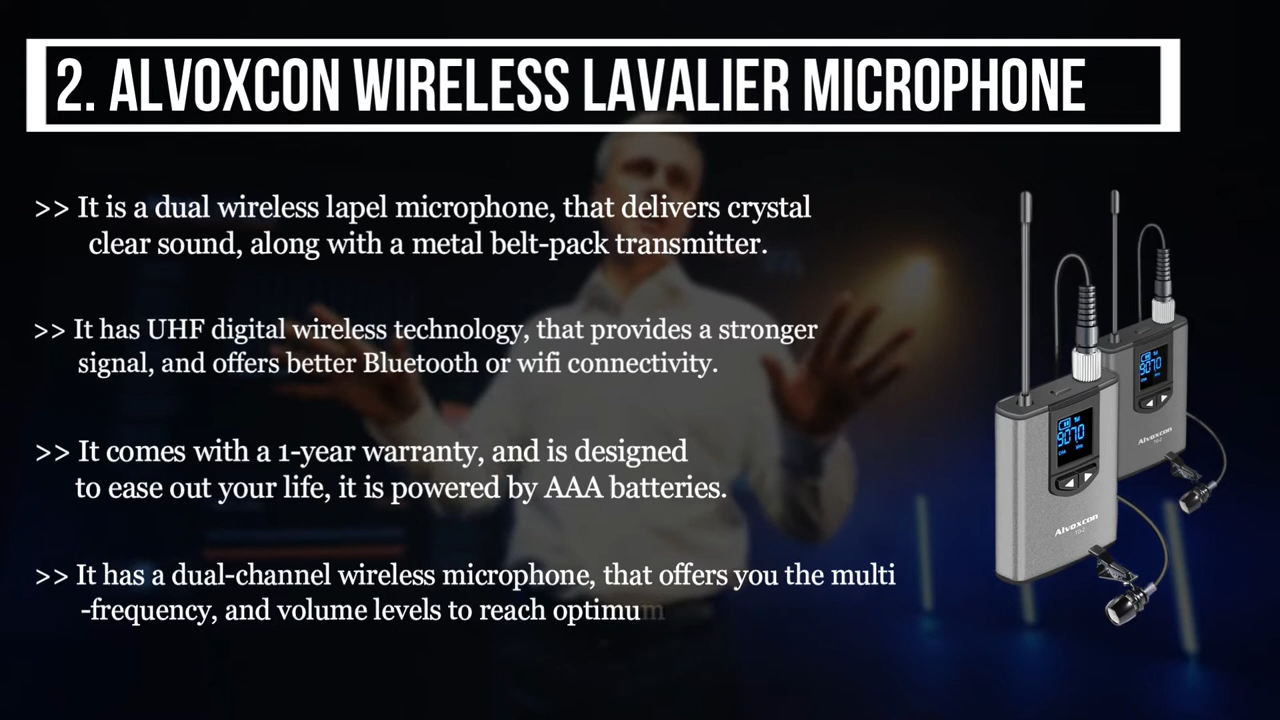 2. ALVOXCON WIRELESS LAVALIER MICROPHONE
>> It is a dual wireless lapel microphone, that delivers crystal
clear sound, along with a metal belt-pack transmitter.
>> It has UHF digital wireless technology, that provides a stronger
signal, and offers better Bluetooth or wifi connectivity.
>> It comes with a 1-year warranty, and is designed
to ease out your life, it is powered by AAA batteries.
>> It has a dual-channel wireless microphone, that offers you the multi
-frequency, and volume levels to reach optimum
9070
Alvoxcon
9070
Alvoxcon